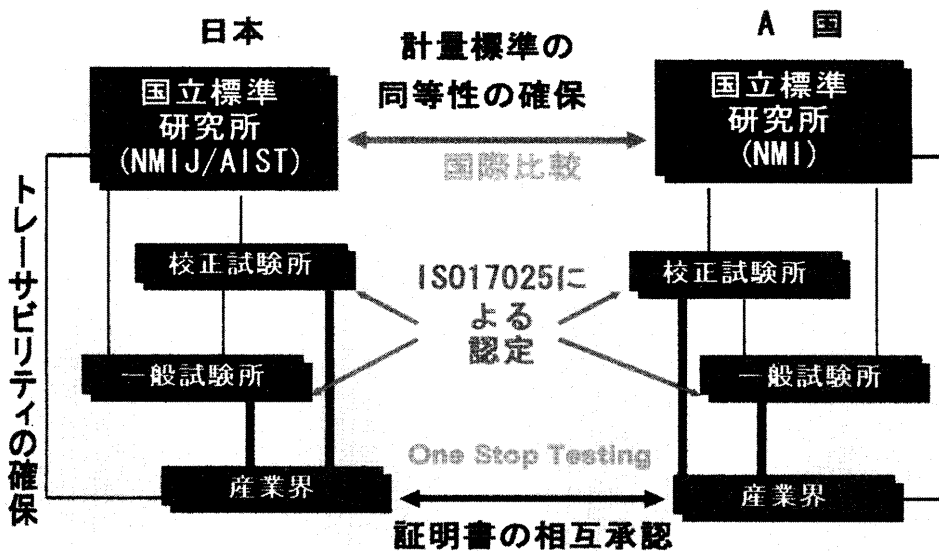 日本
A 国
計量標準の
同等性の確保
国立標準
研究所
(NMIJ/AIST)
国立標準
研究所
(NMI)
国際比較
トレーサビリティの確保
校正試験所
ISO17025に
よる
認定
校正試験所
一般試験所
一般試験所
One Stop Testing
産業界
産業界
証明書の相互承認